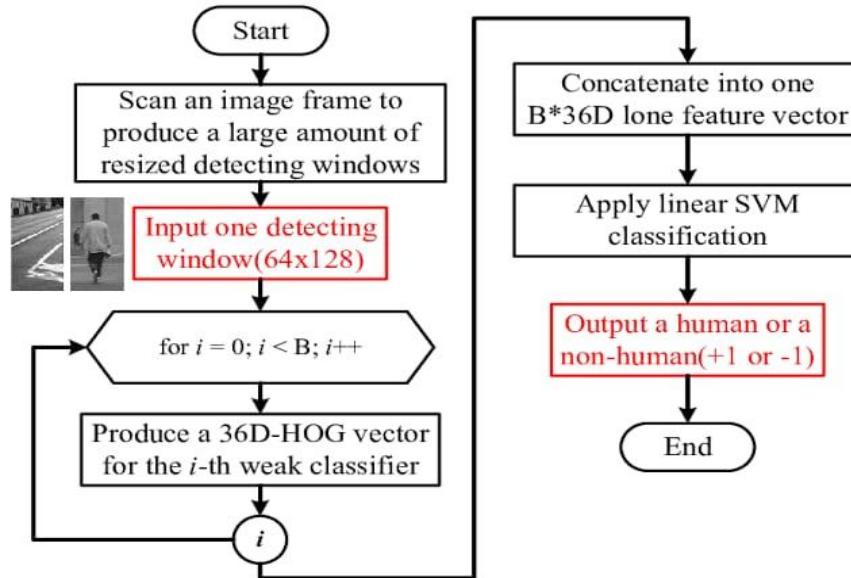 Start
Scan an image frame to
produce a large amount of
resized detecting windows
Input one detecting
window(64x128)
for i = 0; i < B; i++
Produce a 36D-HOG vector
for the i-th weak classifier
i
Concatenate into one
B*36D lone feature vector
Apply linear SVM
classification
Output a human or a
non-human(+1 or -1)
End